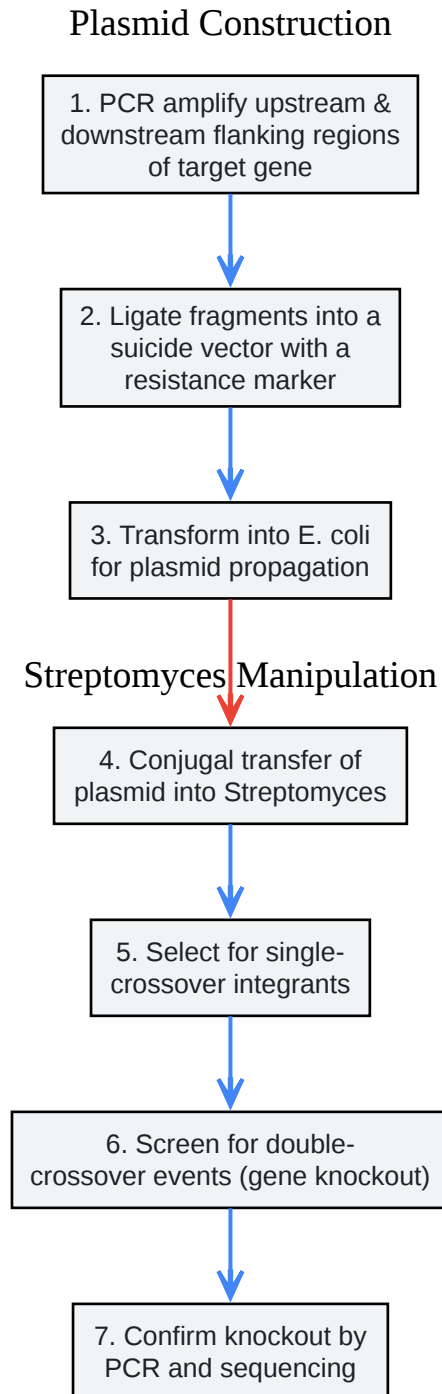 Plasmid Construction
1. PCR amplify upstream &
downstream flanking regions
of target gene
2. Ligate fragments into a
suicide vector with a
resistance marker
3. Transform into E. coli
for plasmid propagation
Streptomyces Manipulation
4. Conjugal transfer of
plasmid into Streptomyces
5. Select for single-
crossover integrants
6. Screen for double-
crossover events (gene knockout)
7. Confirm knockout by
PCR and sequencing